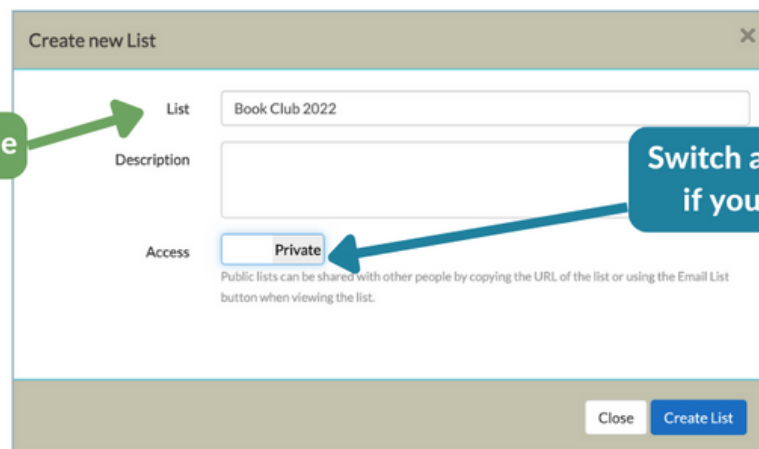 Create new List
×
List
Book Club 2022
e
Description
Switch a
if you
Access
Private
Public lists can be shared with other people by copying the URL of the list or using the Email List
button when viewing the list.
Close
Create List